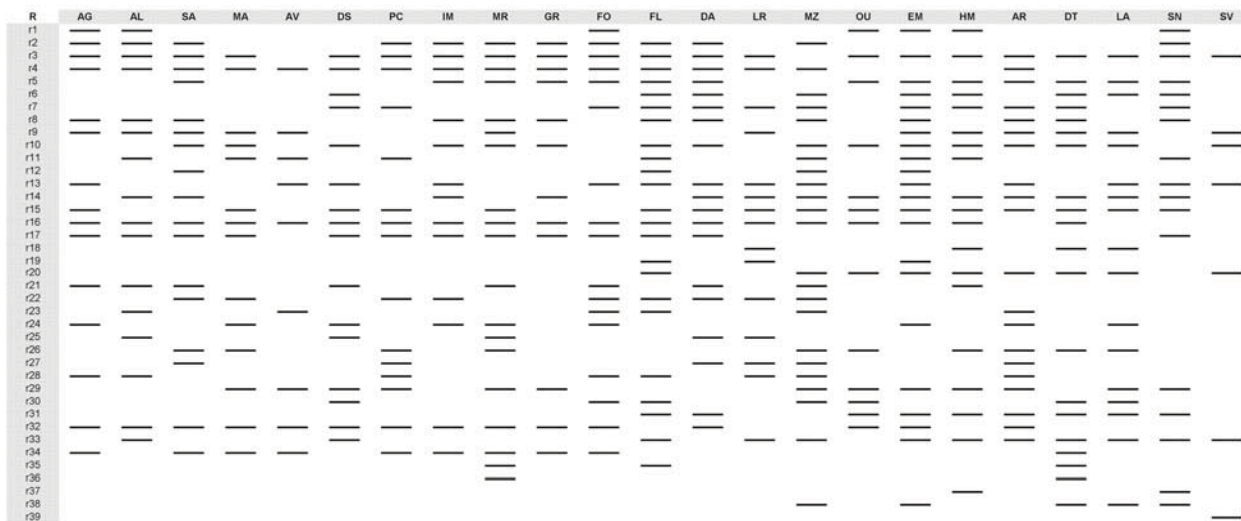 R AG AL SA MA AV DS PC IM MR GR FO FL DA LR MZ OU EM HM AR DT LA SN SV
r1
r2
r3
r4
r5
r6
r7
r8
r9
r10
r11
r12
r13
r14
r15
r16
r17
r18
r19
r20
r21
r22
r23
r24
r25
r26
r27
r28
r29
r30
r31
r32
r33
r34
r35
r36
r37
r38
r39